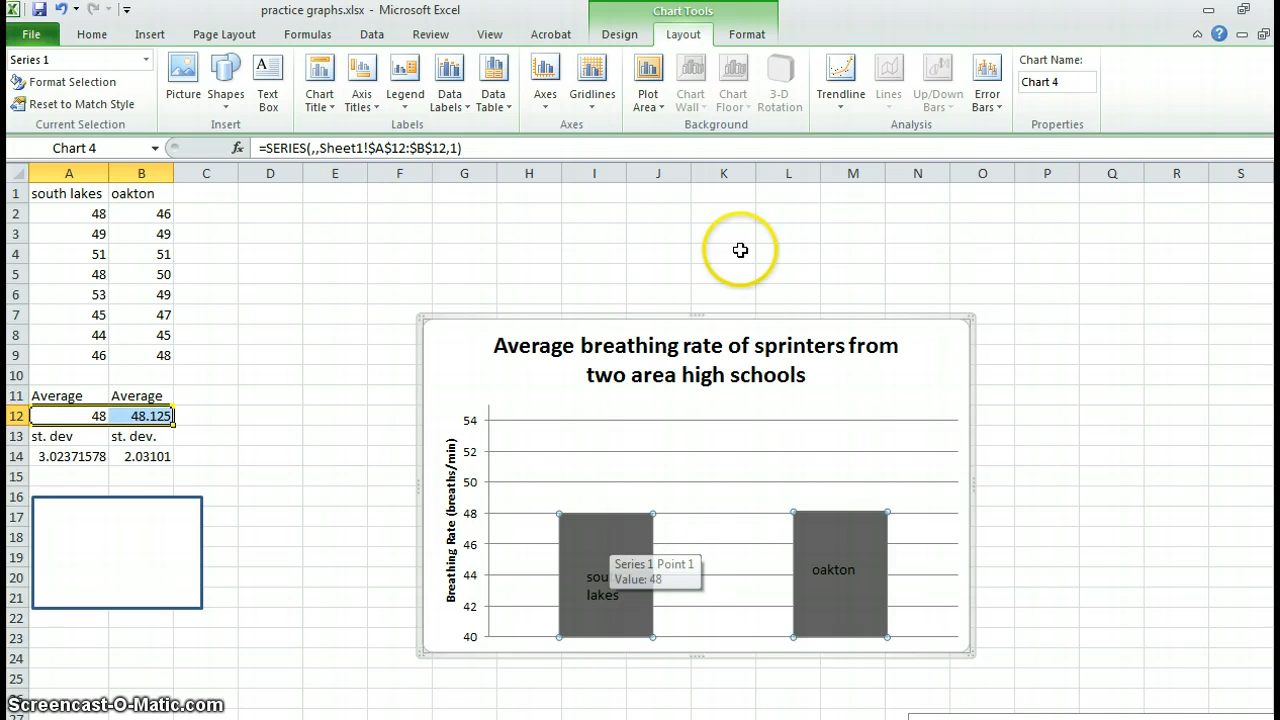 practice graphs.xlsx - Microsoft Excel
Chart Tools
File Home Insert Page Layout Formulas Data Review View Acrobat Design Layout Format
Series 1
Format Selection
Reset to Match Style
Current Selection
Picture Shapes Text Box
Insert
Chart Title Axis Titles Legend Data Labels Data Table
Labels
Axes Gridlines
Axes
Plot Area Chart Wall Chart Floor 3-D Rotation
Background
Trendline Lines Up/Down Bars Error Bars
Analysis
Chart Name:
Chart 4
Properties
Chart 4 fx =SERIES(,,Sheet1!$A$12:$B$12,1)
A B C D E F G H I J K L M N O P Q R S
1 south lakes oakton
2 48 46
3 49 49
4 51 51
5 48 50
6 53 49
7 45 47
8 44 45
9 46 48
10
11 Average Average
12 48 48.125
13 st. dev st. dev.
14 3.02371578 2.03101
15
16
17
18
19
20
21
22
23
24
25
27
Average breathing rate of sprinters from
two area high schools
Breathing Rate (breaths/min)
54
52
50
48
46
44
42
40
lakes
oakton
Series 1 Point 1
Value: 48
Screencast-O-Matic.com